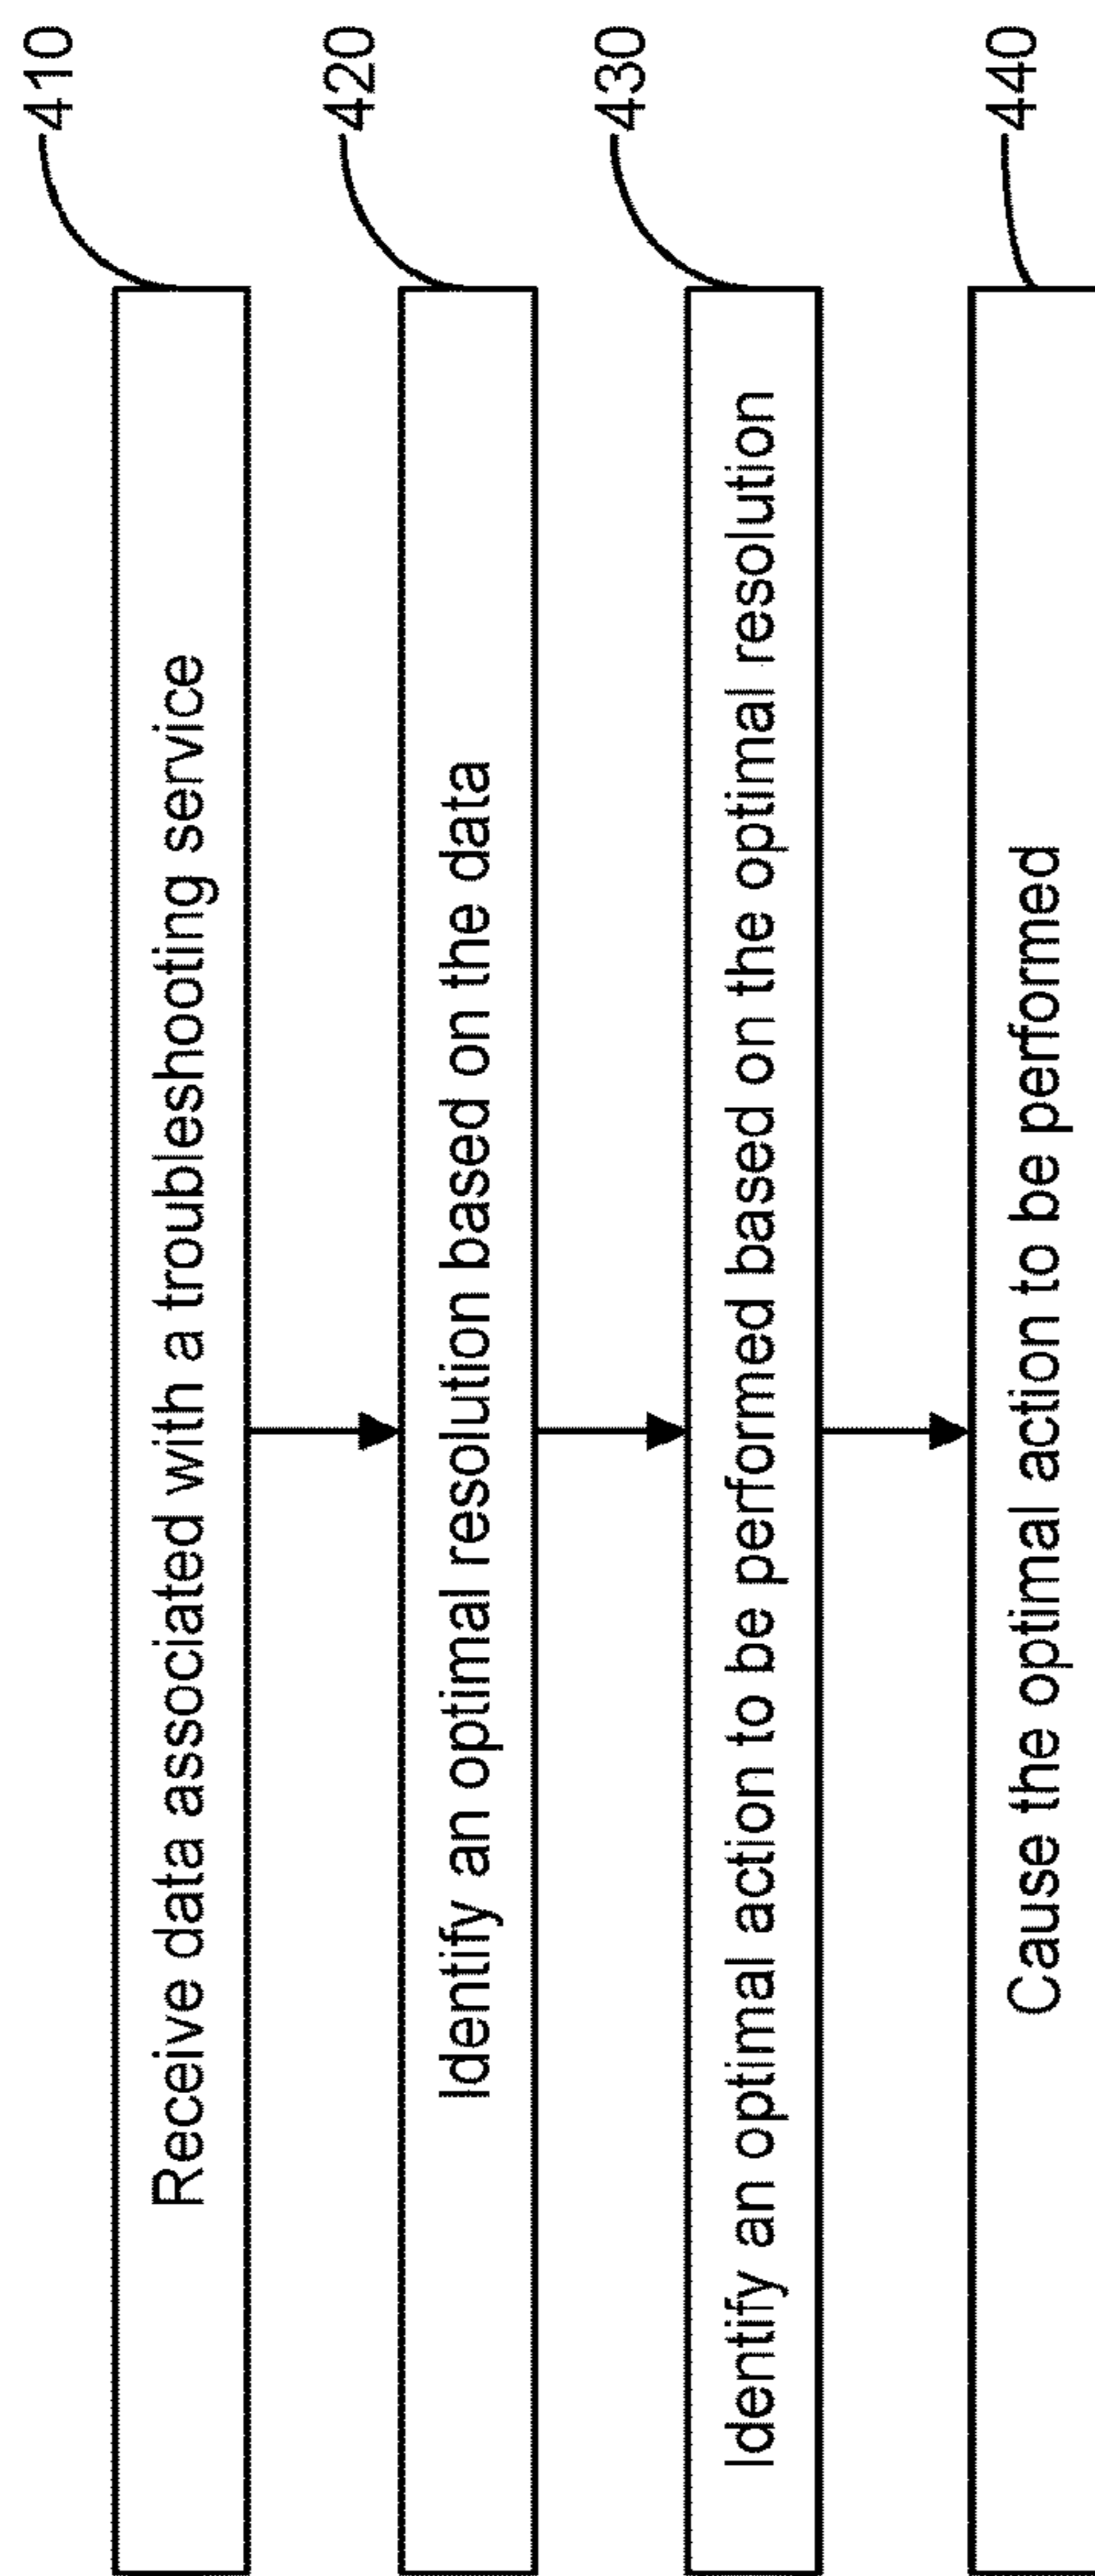 410
Receive data associated with a troubleshooting service
420
Identify an optimal resolution based on the data
430
Identify an optimal action to be performed based on the optimal resolution
440
Cause the optimal action to be performed